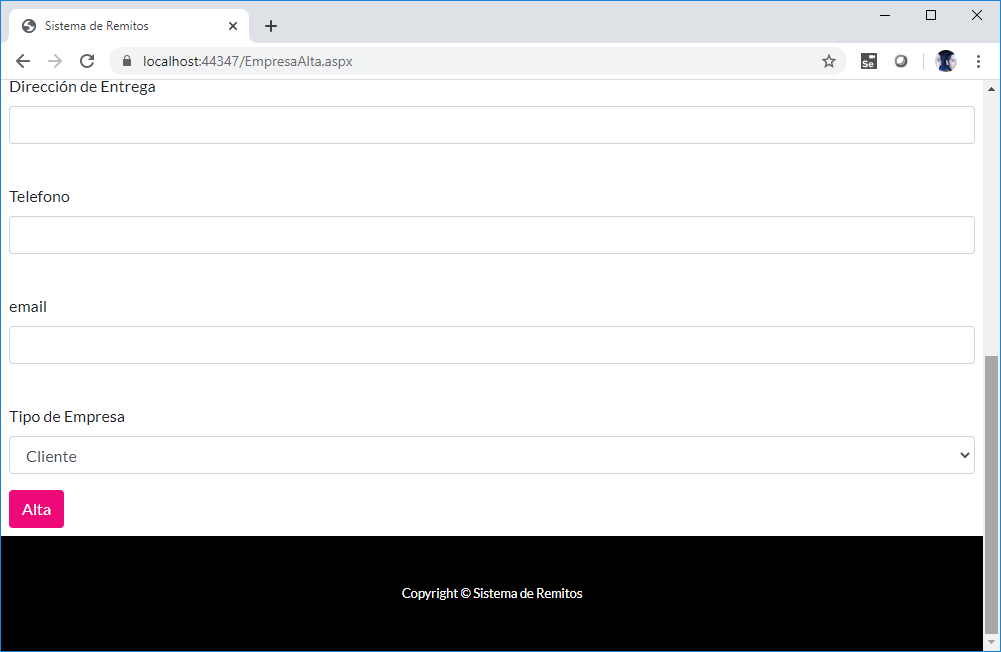 Sistema de Remitos
localhost:44347/EmpresaAlta.aspx
Se
Dirección de Entrega
Telefono
email
Tipo de Empresa
Cliente
Alta
Copyright © Sistema de Remitos